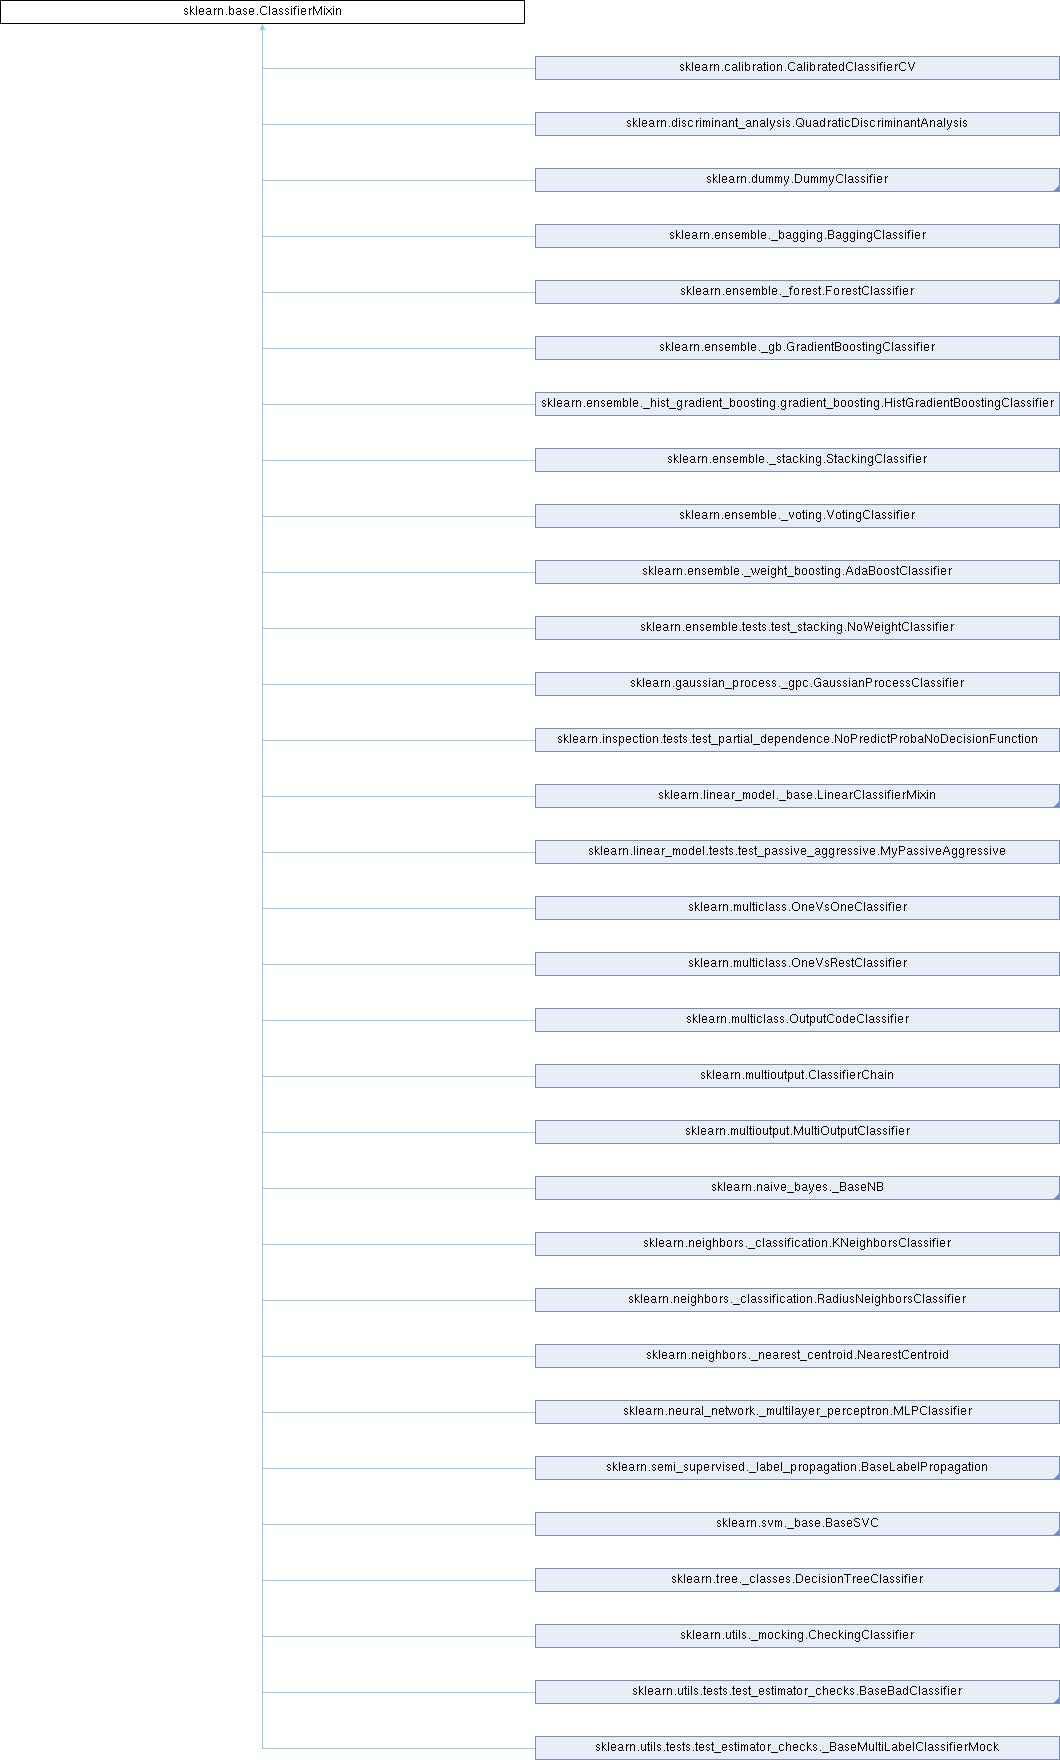 sklearn.base.ClassifierMixin
sklearn.calibration.CalibratedClassifierCV
sklearn.discriminant_analysis.QuadraticDiscriminantAnalysis
sklearn.dummy.DummyClassifier
sklearn.ensemble._bagging.BaggingClassifier
sklearn.ensemble._forest.ForestClassifier
sklearn.ensemble._gb.GradientBoostingClassifier
sklearn.ensemble._hist_gradient_boosting.gradient_boosting.HistGradientBoostingClassifier
sklearn.ensemble._stacking.StackingClassifier
sklearn.ensemble._voting.VotingClassifier
sklearn.ensemble._weight_boosting.AdaBoostClassifier
sklearn.ensemble.tests.test_stacking.NoWeightClassifier
sklearn.gaussian_process._gpc.GaussianProcessClassifier
sklearn.inspection.tests.test_partial_dependence.NoPredictProbaNoDecisionFunction
sklearn.linear_model._base.LinearClassifierMixin
sklearn.linear_model.tests.test_passive_aggressive.MyPassiveAggressive
sklearn.multiclass.OneVsOneClassifier
sklearn.multiclass.OneVsRestClassifier
sklearn.multiclass.OutputCodeClassifier
sklearn.multioutput.ClassifierChain
sklearn.multioutput.MultiOutputClassifier
sklearn.naive_bayes._BaseNB
sklearn.neighbors._classification.KNeighborsClassifier
sklearn.neighbors._classification.RadiusNeighborsClassifier
sklearn.neighbors._nearest_centroid.NearestCentroid
sklearn.neural_network._multilayer_perceptron.MLPClassifier
sklearn.semi_supervised._label_propagation.BaseLabelPropagation
sklearn.svm._base.BaseSVC
sklearn.tree._classes.DecisionTreeClassifier
sklearn.utils._mocking.CheckingClassifier
sklearn.utils.tests.test_estimator_checks.BaseBadClassifier
sklearn.utils.tests.test_estimator_checks._BaseMultiLabelClassifierMock